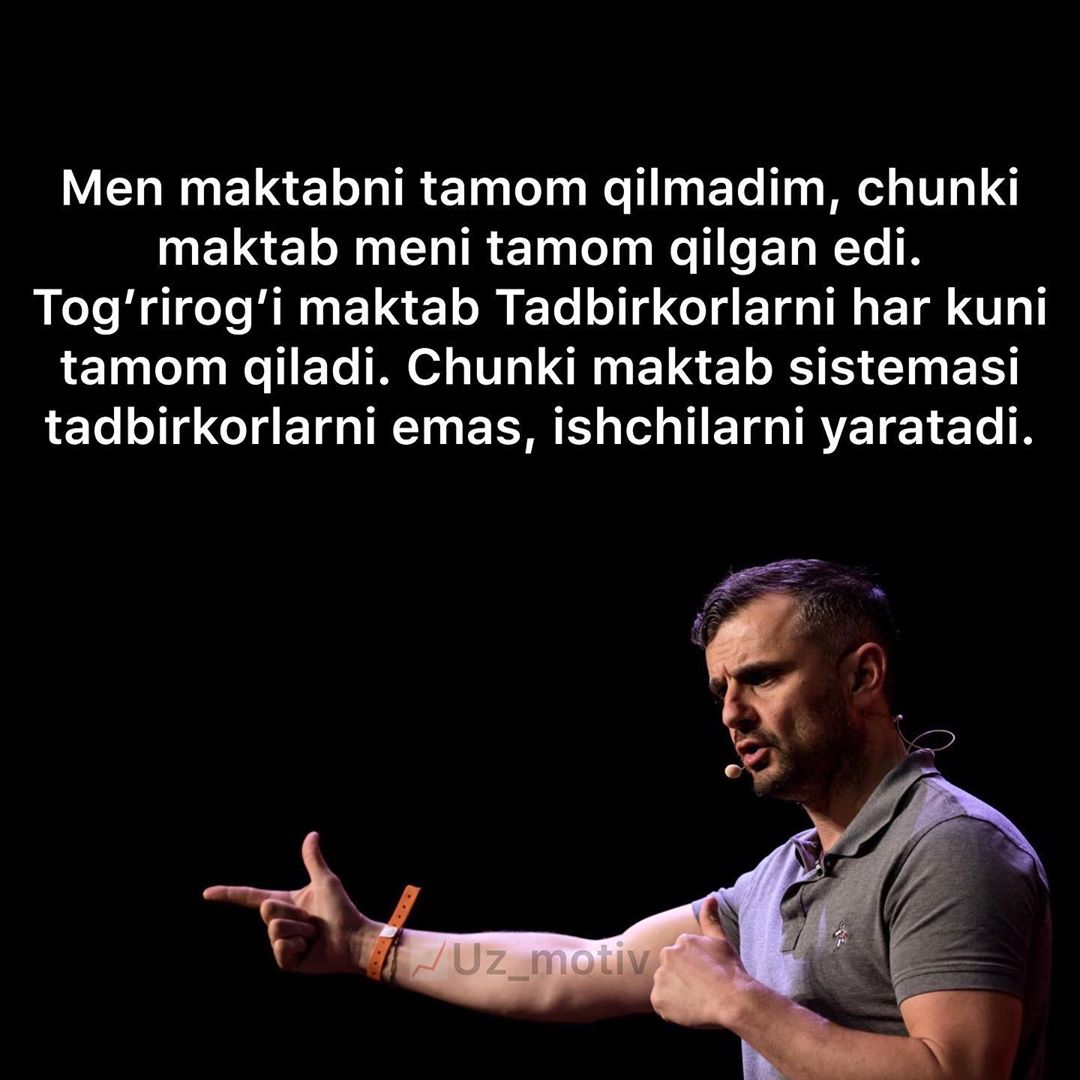 Men maktabni tamom qilmadim, chunki
maktab meni tamom qilgan edi.
Tog’rirog’i maktab Tadbirkorlarni har kuni
tamom qiladi. Chunki maktab sistemasi
tadbirkorlarni emas, ishchilarni yaratadi.
Uz_motiv